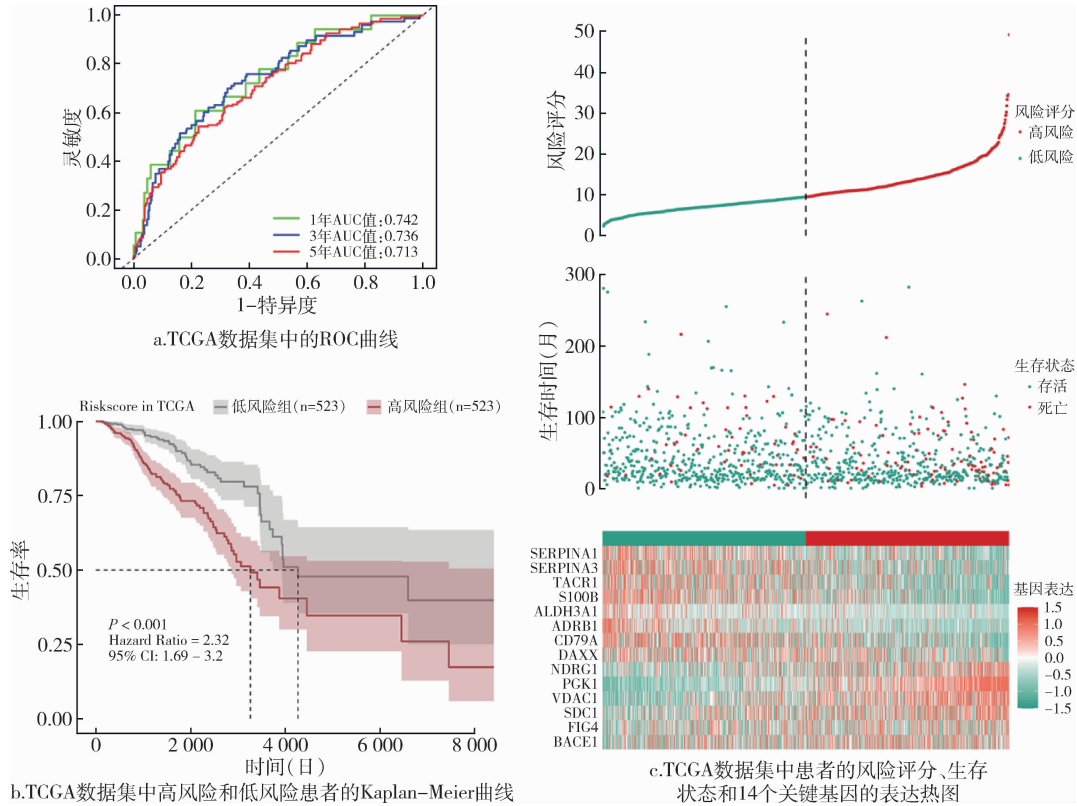 1.0
0.8
0.6
0.4
0.2
0.0
灵敏度
1年AUC值:0.742
3年AUC值:0.736
5年AUC值:0.713
0.0 0.2 0.4 0.6 0.8 1.0
1-特异度
a.TCGA数据集中的ROC曲线
Riskscore in TCGA 低风险组(n=523) 高风险组(n=523)
1.00
0.75
0.50
0.25
0.00
生存率
P < 0.001
Hazard Ratio = 2.32
95% CI: 1.69 – 3.2
0 2 000 4 000 6 000 8 000
时间(日)
b.TCGA数据集中高风险和低风险患者的Kaplan-Meier曲线
50
40
30
20
10
0
风险评分
风险评分
高风险
低风险
300
200
100
0
生存时间(月)
生存状态
存活
死亡
SERPINA1
SERPINA3
TACR1
S100B
ALDH3A1
ADRB1
CD79A
DAXX
NDRG1
PGK1
VDAC1
SDC1
FIG4
BACE1
基因表达
1.5
1.0
0.5
0.0
-0.5
-1.0
-1.5
c.TCGA数据集中患者的风险评分、生存
状态和14个关键基因的表达热图